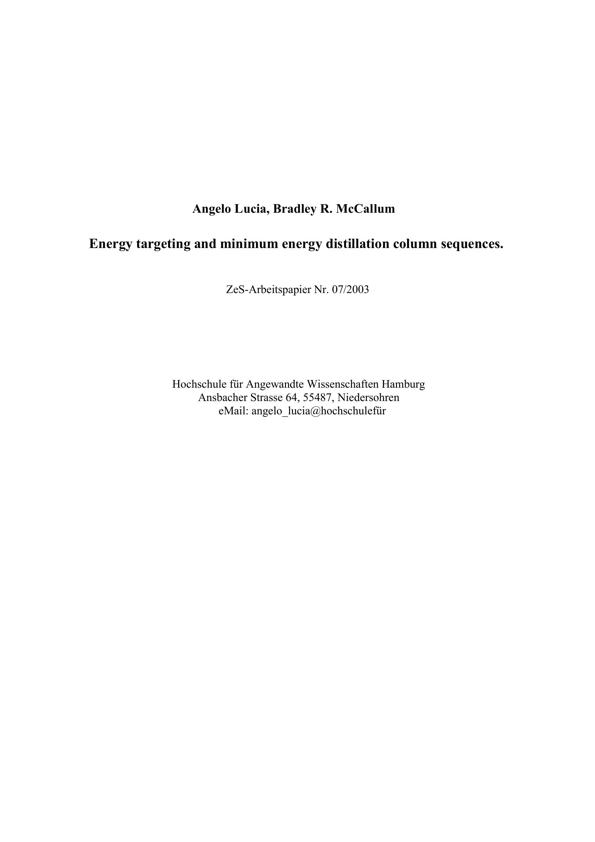 Angelo Lucia, Bradley R. McCallum
Energy targeting and minimum energy distillation column sequences.
ZeS-Arbeitspapier Nr. 07/2003
Hochschule für Angewandte Wissenschaften Hamburg
Ansbacher Strasse 64, 55487, Niedersohren
eMail: angelo_lucia@hochschulefür